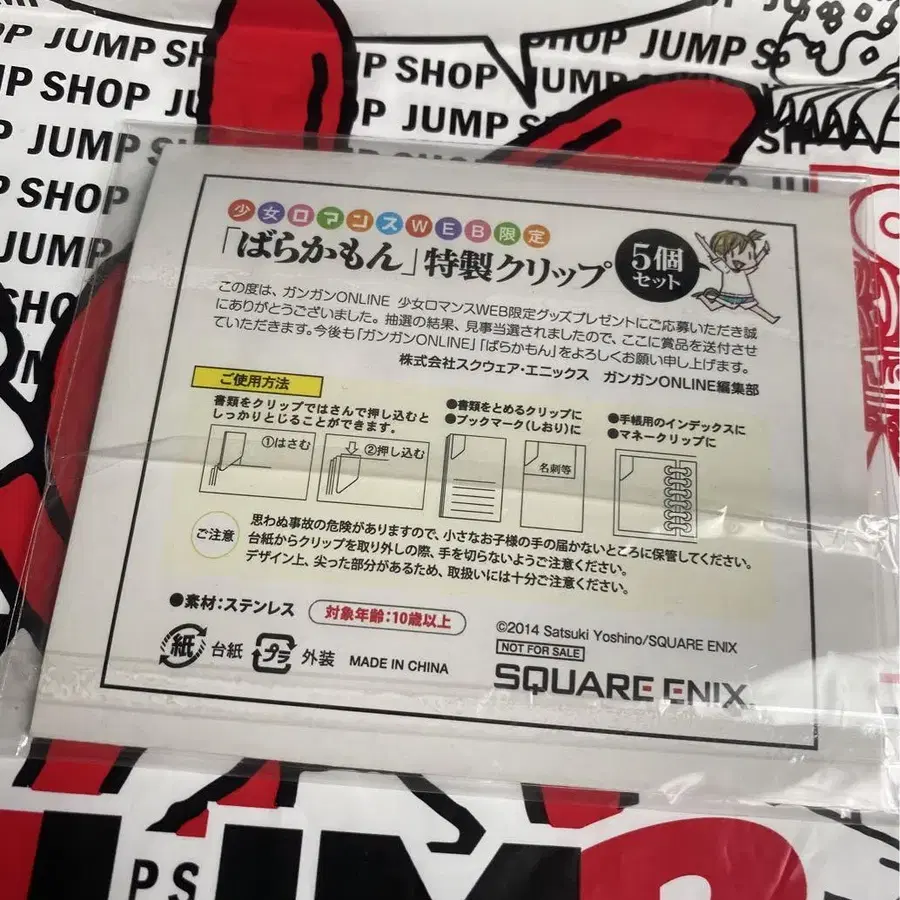 JUMP SHOP
JUMP SHOP
少女ロマンスWEB限定
「ばらかもん」特製クリップ
5個
セット
この度は、ガンガンONLINE 少女ロマンスWEB限定グッズプレゼントにご応募いただき誠
にありがとうございました。抽選の結果、見事当選されましたので、ここに賞品を送付させ
ていただきます。今後も「ガンガンONLINE」「ばらかもん」をよろしくお願い申し上げます。
株式会社スクウェア・エニックス ガンガンONLINE編集部
ご使用方法
書類をクリップではさんで押し込むと
しっかりとじることができます。
①はさむ
②押し込む
●書類をとめるクリップに
●ブックマーク(しおり)に
名刺等
●手帳用のインデックスに
●マネークリップに
ご注意
思わぬ事故の危険がありますので、小さなお子様の手の届かないところに保管してください。
台紙からクリップを取り外しの際、手を切らないようご注意ください。
デザイン上、尖った部分があるため、取扱いには十分ご注意ください。
●素材:ステンレス
対象年齢:10歳以上
紙 台紙 プラ 外装 MADE IN CHINA
©2014 Satsuki Yoshino/SQUARE ENIX
NOT FOR SALE
SQUARE ENIX